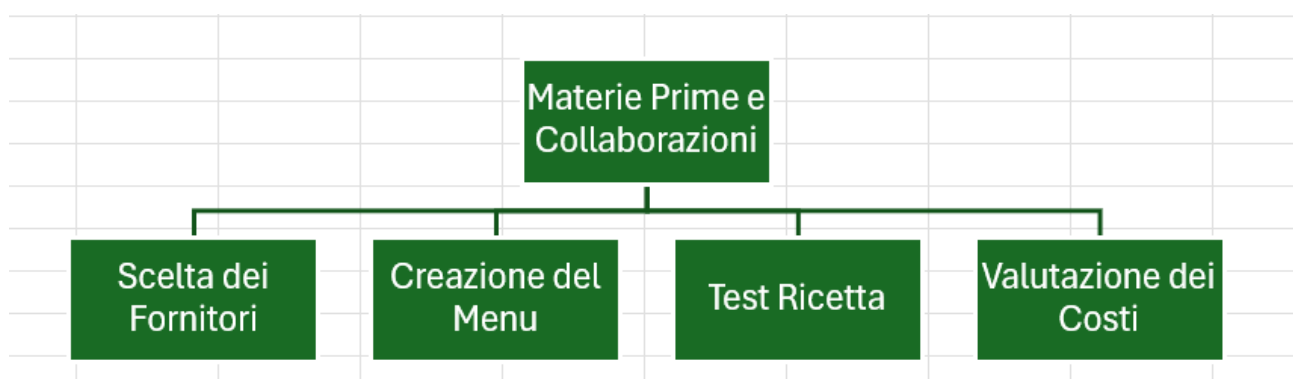 Materie Prime e
Collaborazioni
Scelta dei
Fornitori
Creazione del
Menu
Test Ricetta
Valutazione dei
Costi